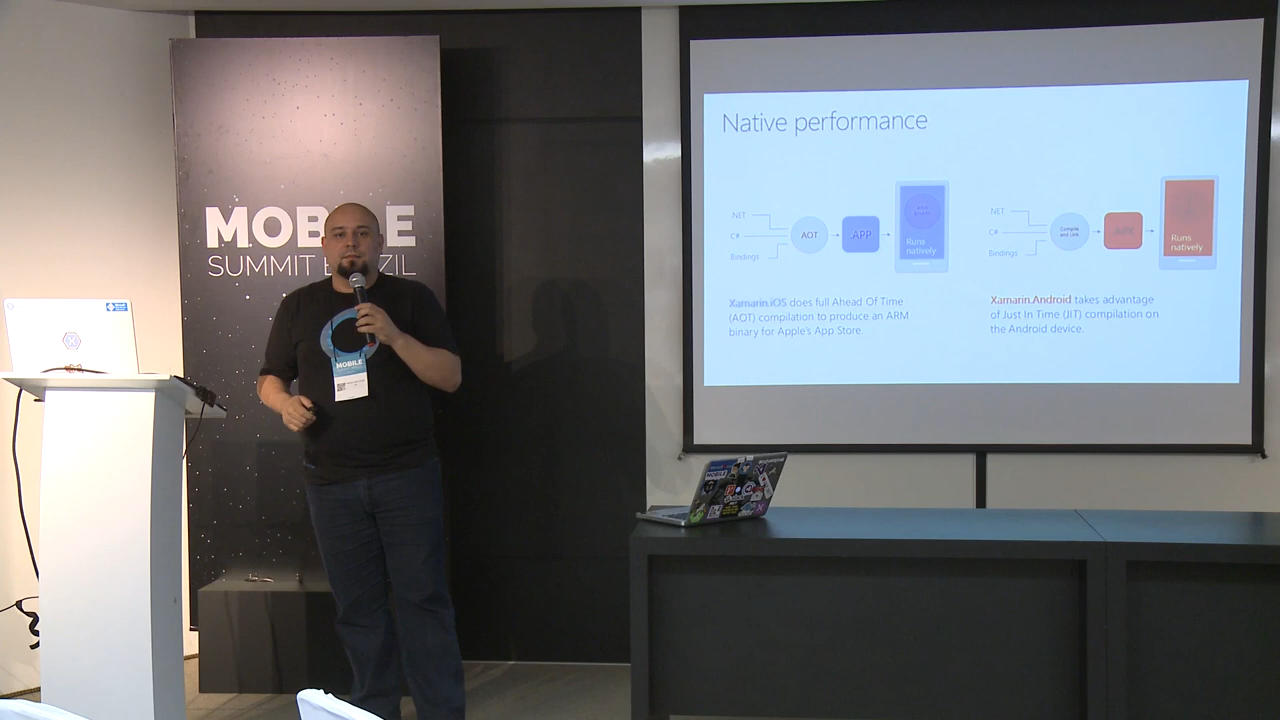 MOBILE
SUMMIT BRAZIL
MOBILE
Native performance
.NET
C#
Bindings
AOT
.APP
Runs
natively
.NET
C#
Bindings
Compile
and Link
.APK
Runs
natively
Xamarin.iOS does full Ahead Of Time
(AOT) compilation to produce an ARM
binary for Apple's App Store.
Xamarin.Android takes advantage
of Just In Time (JIT) compilation on
the Android device.
MOBILE